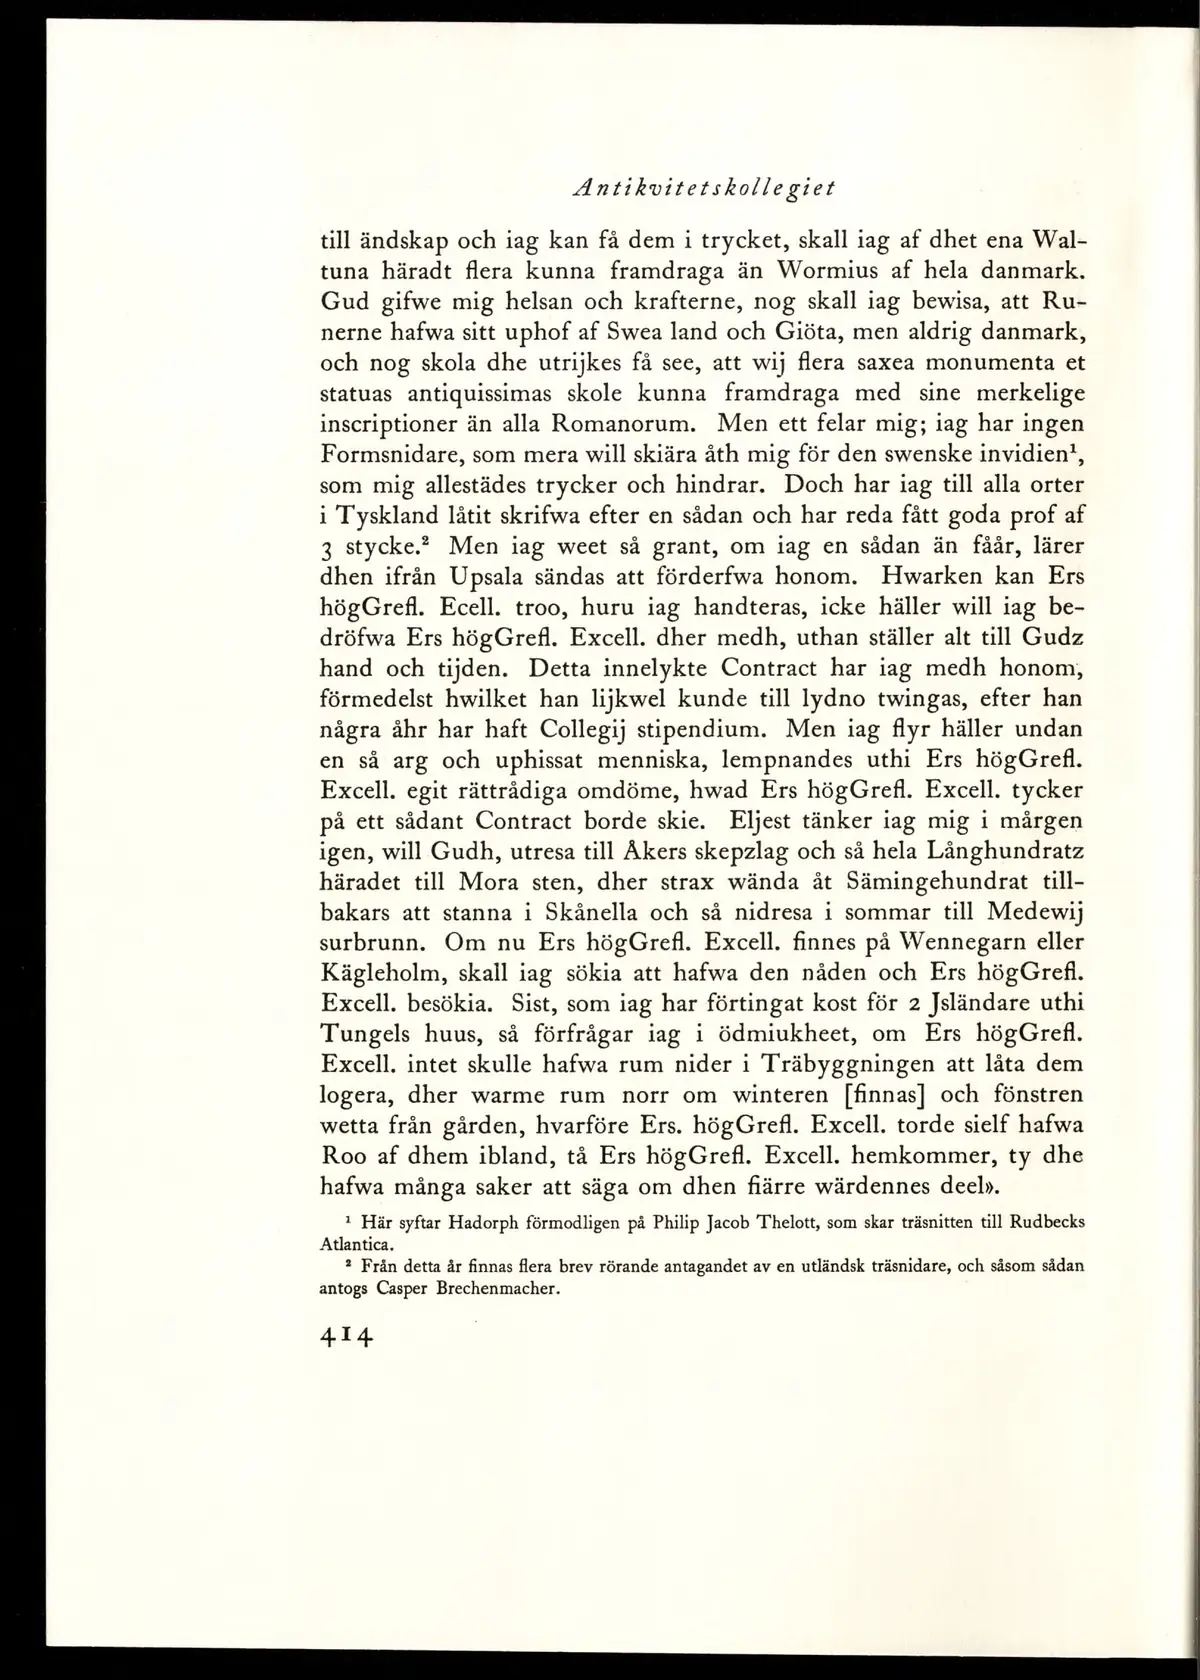 Antikvitetskollegiet
till ändskap och iag kan få dem i trycket, skall iag af dhet ena Wal-
tuna häradt flera kunna framdraga än Wormius af hela danmark.
Gud gifwe mig helsan och krafterne, nog skall iag bewisa, att Ru-
nerne hafwa sitt uphof af Swea land och Giöta, men aldrig danmark,
och nog skola dhe utrijkes få see, att wij flera saxea monumenta et
statuas antiquissimas skole kunna framdraga med sine merkelige
inscriptioner än alla Romanorum. Men ett felar mig; iag har ingen
Formsnidare, som mera will skiära åth mig för den swenske invidien¹,
som mig allestädes trycker och hindrar. Doch har iag till alla orter
i Tyskland låtit skrifwa efter en sådan och har reda fått goda prof af
3 stycke.² Men iag weet så grant, om iag en sådan än fåår, lärer
dhen ifrån Upsala sändas att förderfwa honom. Hwarken kan Ers
högGrefl. Ecell. troo, huru iag handteras, icke häller will iag be-
dröfwa Ers högGrefl. Excell. dher medh, uthan ställer alt till Gudz
hand och tijden. Detta innelykte Contract har iag medh honom,
förmedelst hwilket han lijkwel kunde till lydno twingas, efter han
några åhr har haft Collegij stipendium. Men iag flyr häller undan
en så arg och uphissat menniska, lempnandes uthi Ers högGrefl.
Excell. egit rättrådiga omdöme, hwad Ers högGrefl. Excell. tycker
på ett sådant Contract borde skie. Eljest tänker iag mig i mårgen
igen, will Gudh, utresa till Åkers skepzlag och så hela Långhundratz
häradet till Mora sten, dher strax wända åt Sämingehundrat till-
bakars att stanna i Skånella och så nidresa i sommar till Medewij
surbrunn. Om nu Ers högGrefl. Excell. finnes på Wennegarn eller
Kägleholm, skall iag sökia att hafwa den nåden och Ers högGrefl.
Excell. besökia. Sist, som iag har förtingat kost för 2 Jsländare uthi
Tungels huus, så förfrågar iag i ödmiukheet, om Ers högGrefl.
Excell. intet skulle hafwa rum nider i Träbyggningen att låta dem
logera, dher warme rum norr om winteren [finnas] och fönstren
wetta från gården, hvarföre Ers. högGrefl. Excell. torde sielf hafwa
Roo af dhem ibland, tå Ers högGrefl. Excell. hemkommer, ty dhe
hafwa många saker att säga om dhen fiärre wärdennes deel».
¹ Här syftar Hadorph förmodligen på Philip Jacob Thelott, som skar träsnitten till Rudbecks
Atlantica.
² Från detta år finnas flera brev rörande antagandet av en utländsk träsnidare, och såsom sådan
antogs Casper Brechenmacher.
414